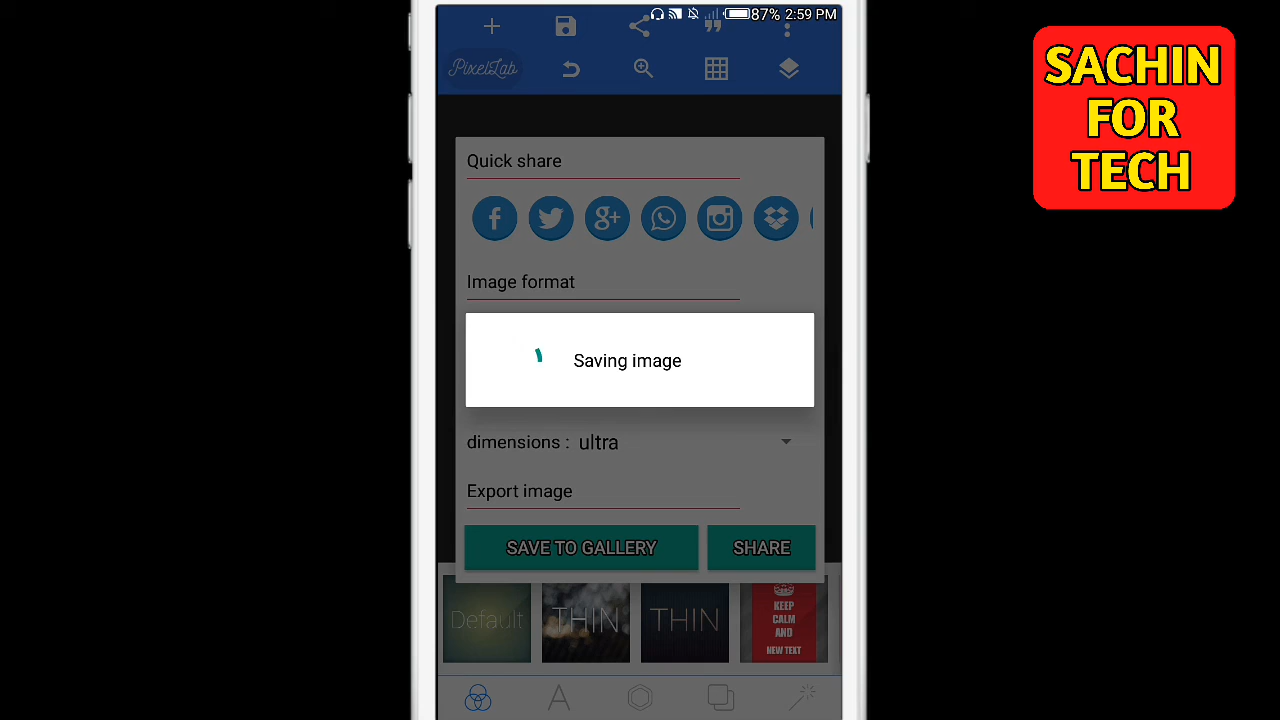 87% 2:59 PM
PixelLab
Quick share
Image format
Saving image
dimensions : ultra
Export image
SAVE TO GALLERY SHARE
Default THIN THIN
KEEP
CALM
AND
NEW TEXT
SACHIN
FOR
TECH